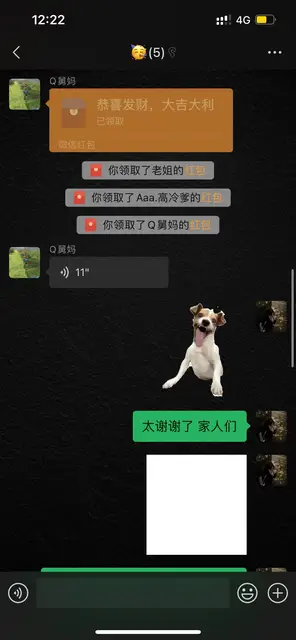 12:22
4G
(5)
Q舅妈
恭喜发财，大吉大利
已领取
微信红包
你领取了老姐的红包
你领取了Aaa.高冷爹的红包
你领取了Q舅妈的红包
Q舅妈
11"
太谢谢了 家人们